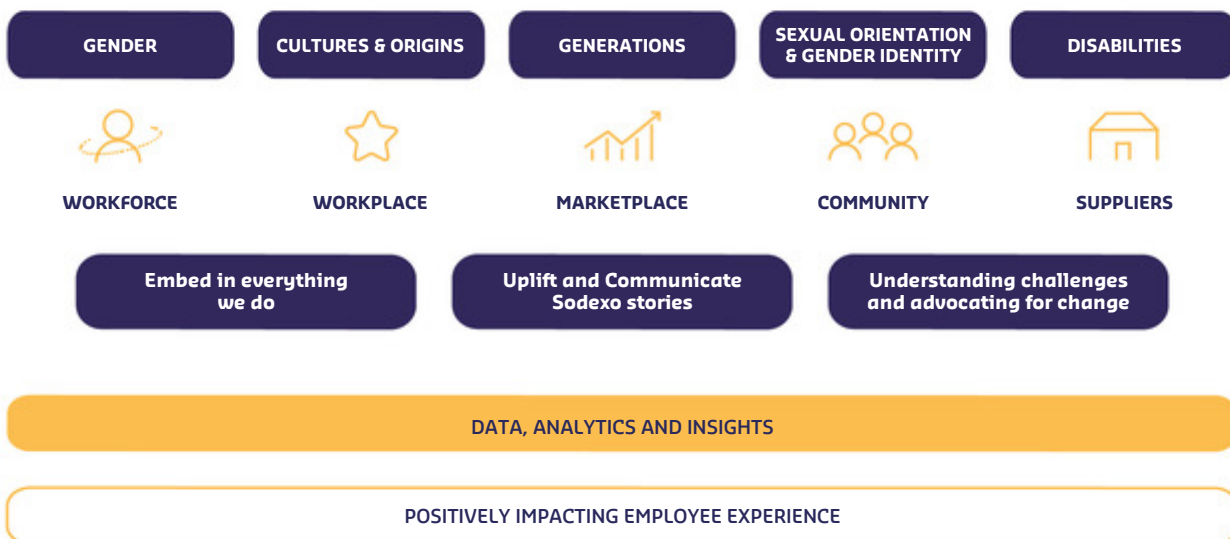 GENDER
CULTURES & ORIGINS
GENERATIONS
SEXUAL ORIENTATION
& GENDER IDENTITY
DISABILITIES
WORKFORCE
WORKPLACE
MARKETPLACE
COMMUNITY
SUPPLIERS
Embed in everything
we do
Uplift and Communicate
Sodexo stories
Understanding challenges
and advocating for change
DATA, ANALYTICS AND INSIGHTS
POSITIVELY IMPACTING EMPLOYEE EXPERIENCE